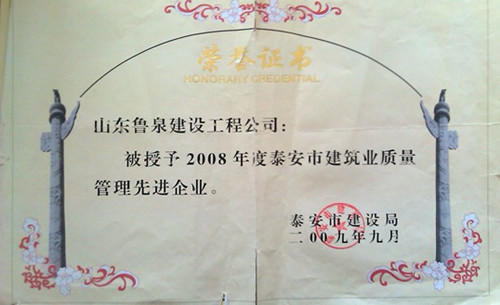 荣誉证书
HONORARY CREDENTIAL
山东鲁泉建设工程公司：
被授予2008年度泰安市建筑业质量
管理先进企业。
泰安市建设局
二00九年九月